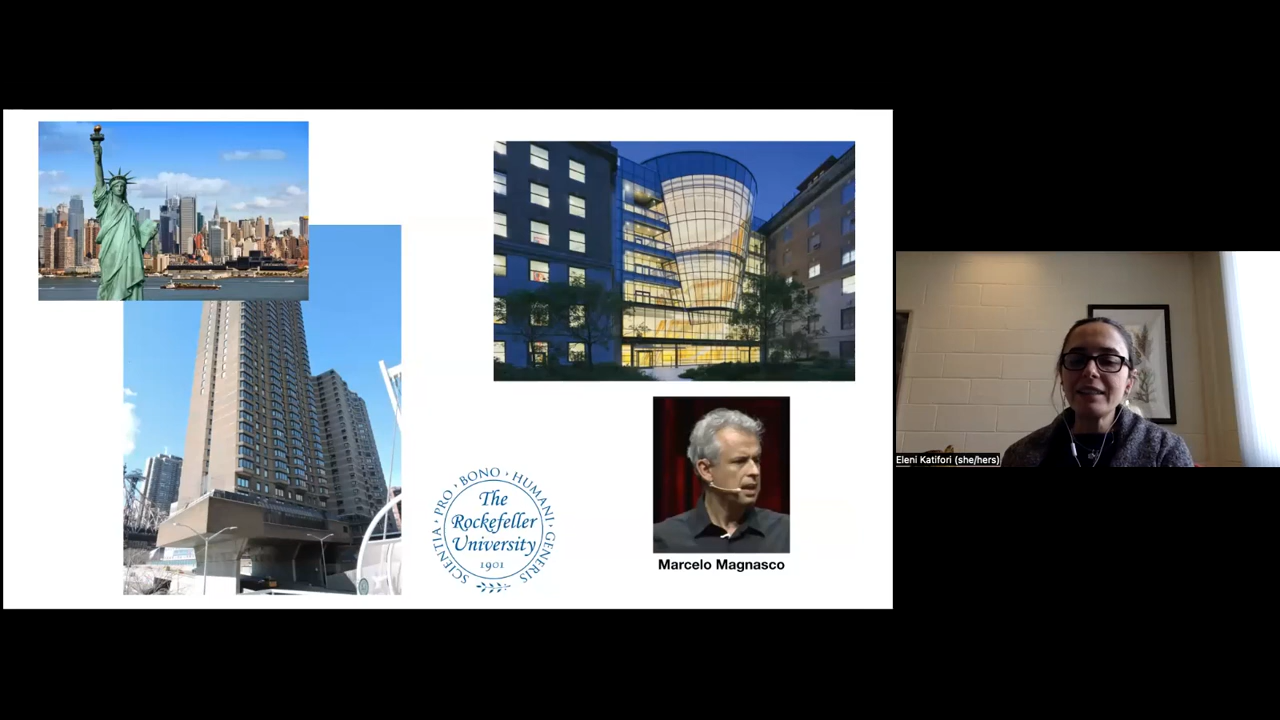 SCIENTIA · PRO · BONO · HUMANI · GENERIS
The
Rockefeller
University
1901
Marcelo Magnasco
Eleni Katifori (she/hers)